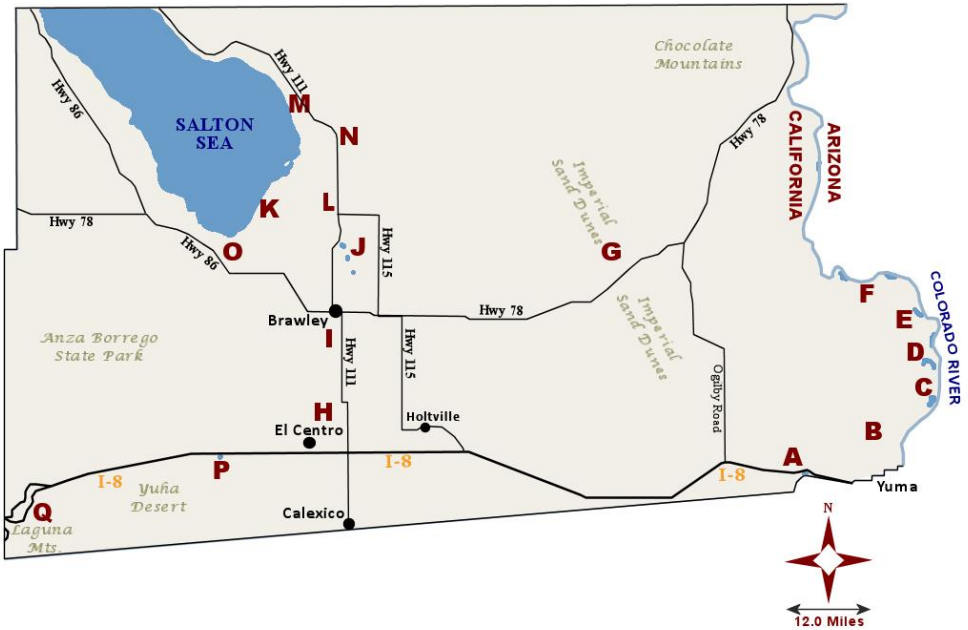 Hwy 111
M
Chocolate
Mountains
Hwy 86
SALTON
SEA
N
Hwy 78
CALIFORNIA
ARIZONA
K
L
Imperial
Sand Dunes
Hwy 78
Hwy 86
O
J
Hwy 115
G
F
COLORADO RIVER
Brawley
Hwy 78
Imperial
Sand Dunes
E
I
Anza Borrego
State Park
Hwy 111
Hwy 115
D
Ogilby Road
C
H
Holtville
El Centro
B
P
I-8
I-8
A
I-8
Yuha
Desert
Yuma
Q
Calexico
Laguna
Mts.
N
12.0 Miles